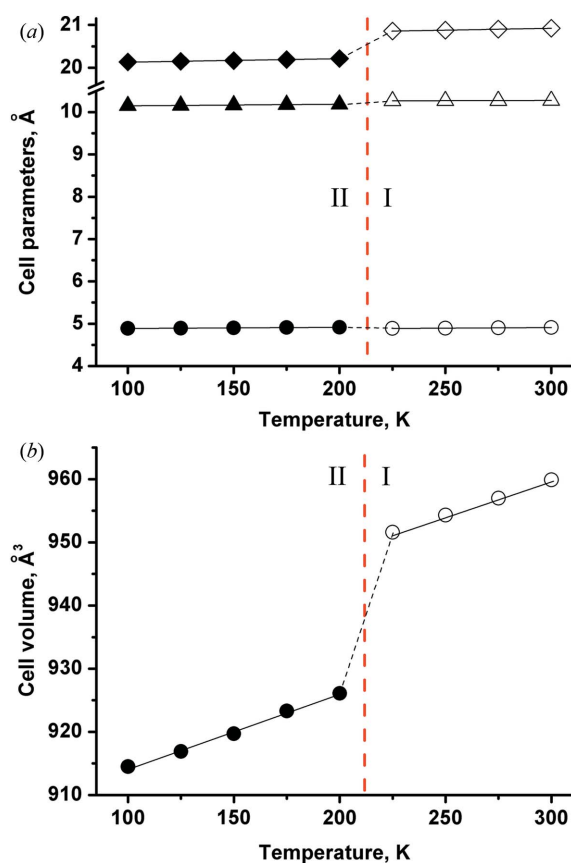 (a)
21
20
10
9
8
7
6
5
4
Cell parameters, Å
II I
100 150 200 250 300
Temperature, K
(b)
960
950
940
930
920
910
Cell volume, Å³
II I
100 150 200 250 300
Temperature, K